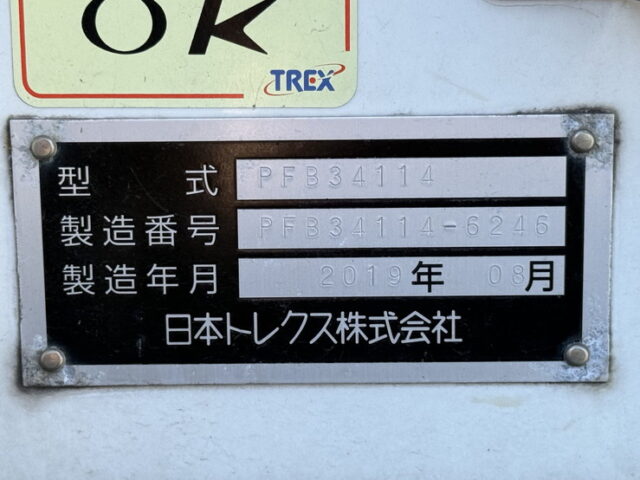 OK
TREX
型式 PFB34114
製造番号 PFB34114-6246
製造年月 2019年 08月
日本トレクス株式会社